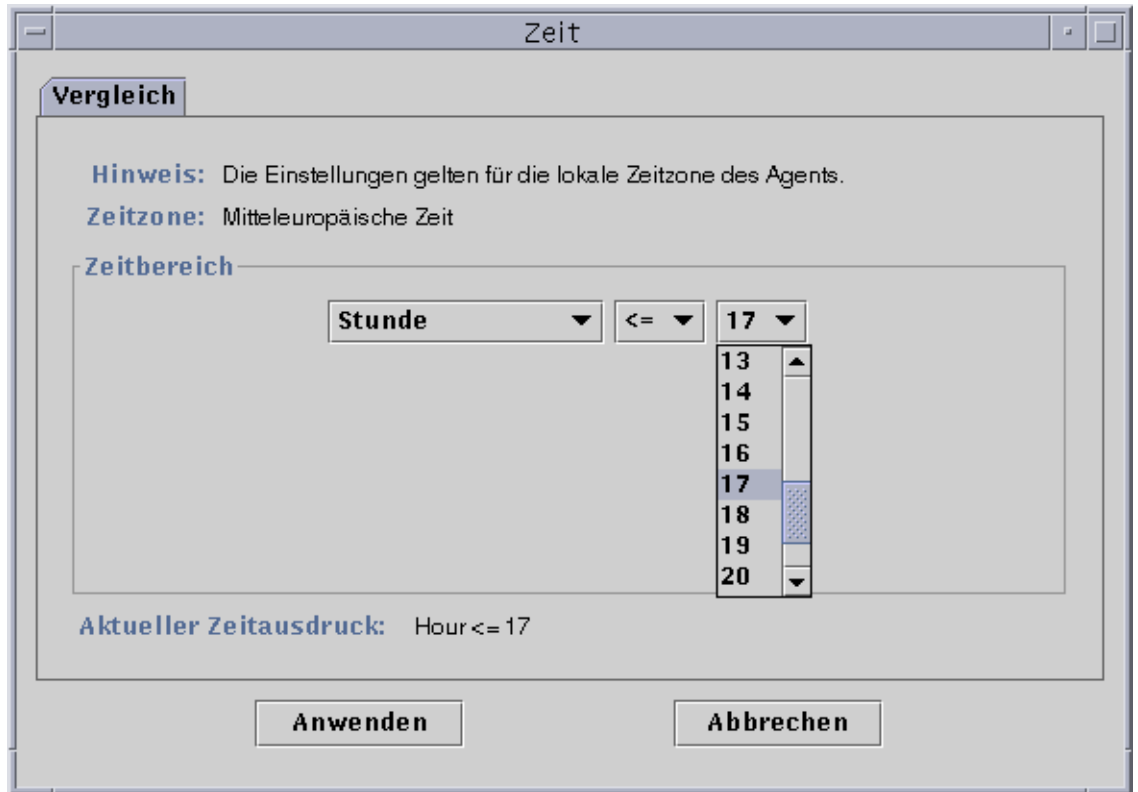 Zeit
Vergleich
Hinweis: Die Einstellungen gelten für die lokale Zeitzone des Agents.
Zeitzone: Mitteleuropäische Zeit
Zeitbereich
Stunde <= 17
13
14
15
16
17
18
19
20
Aktueller Zeitausdruck: Hour <= 17
Anwenden Abbrechen